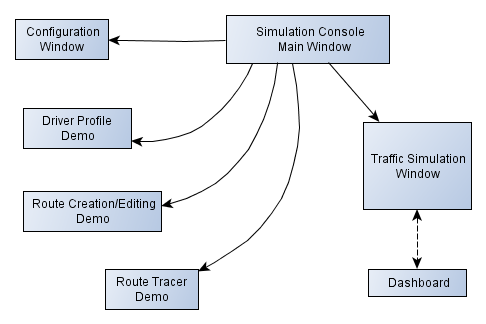 Configuration
Window
Simulation Console
Main Window
Driver Profile
Demo
Traffic Simulation
Window
Route Creation/Editing
Demo
Route Tracer
Demo
Dashboard